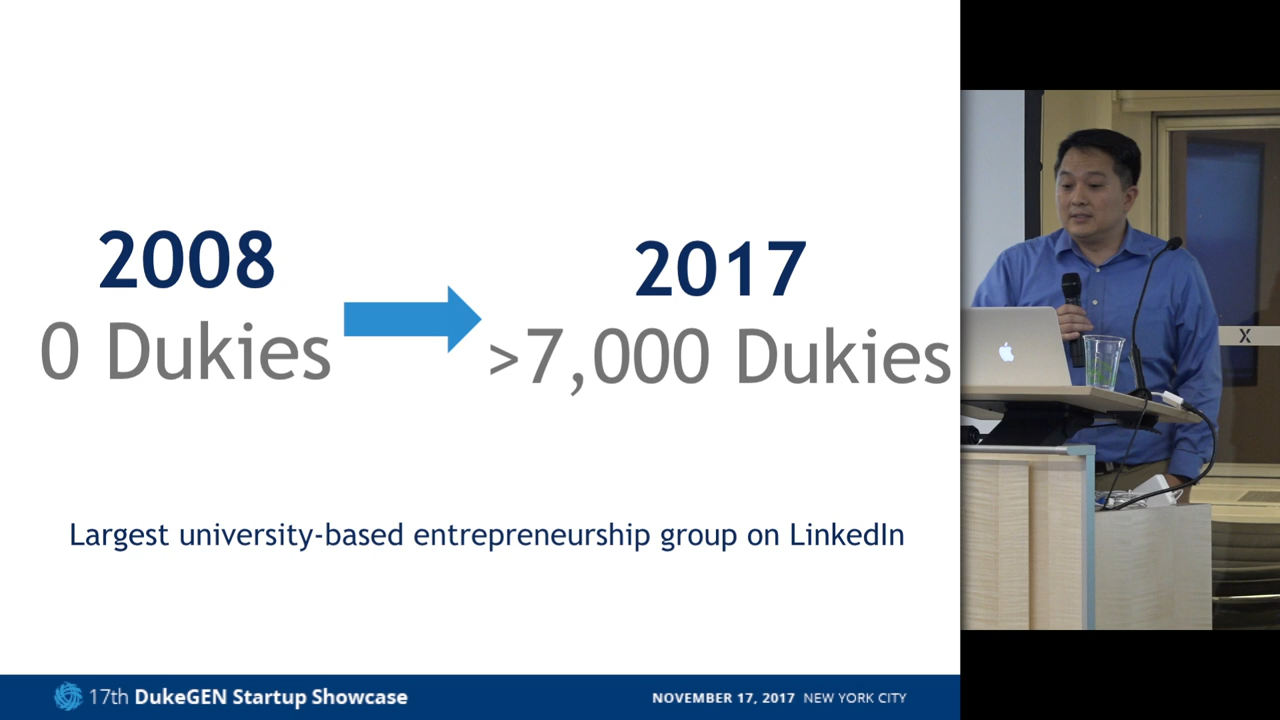 2008
0 Dukies
2017
>7,000 Dukies
Largest university-based entrepreneurship group on LinkedIn
17th DukeGEN Startup Showcase
NOVEMBER 17, 2017 NEW YORK CITY
X